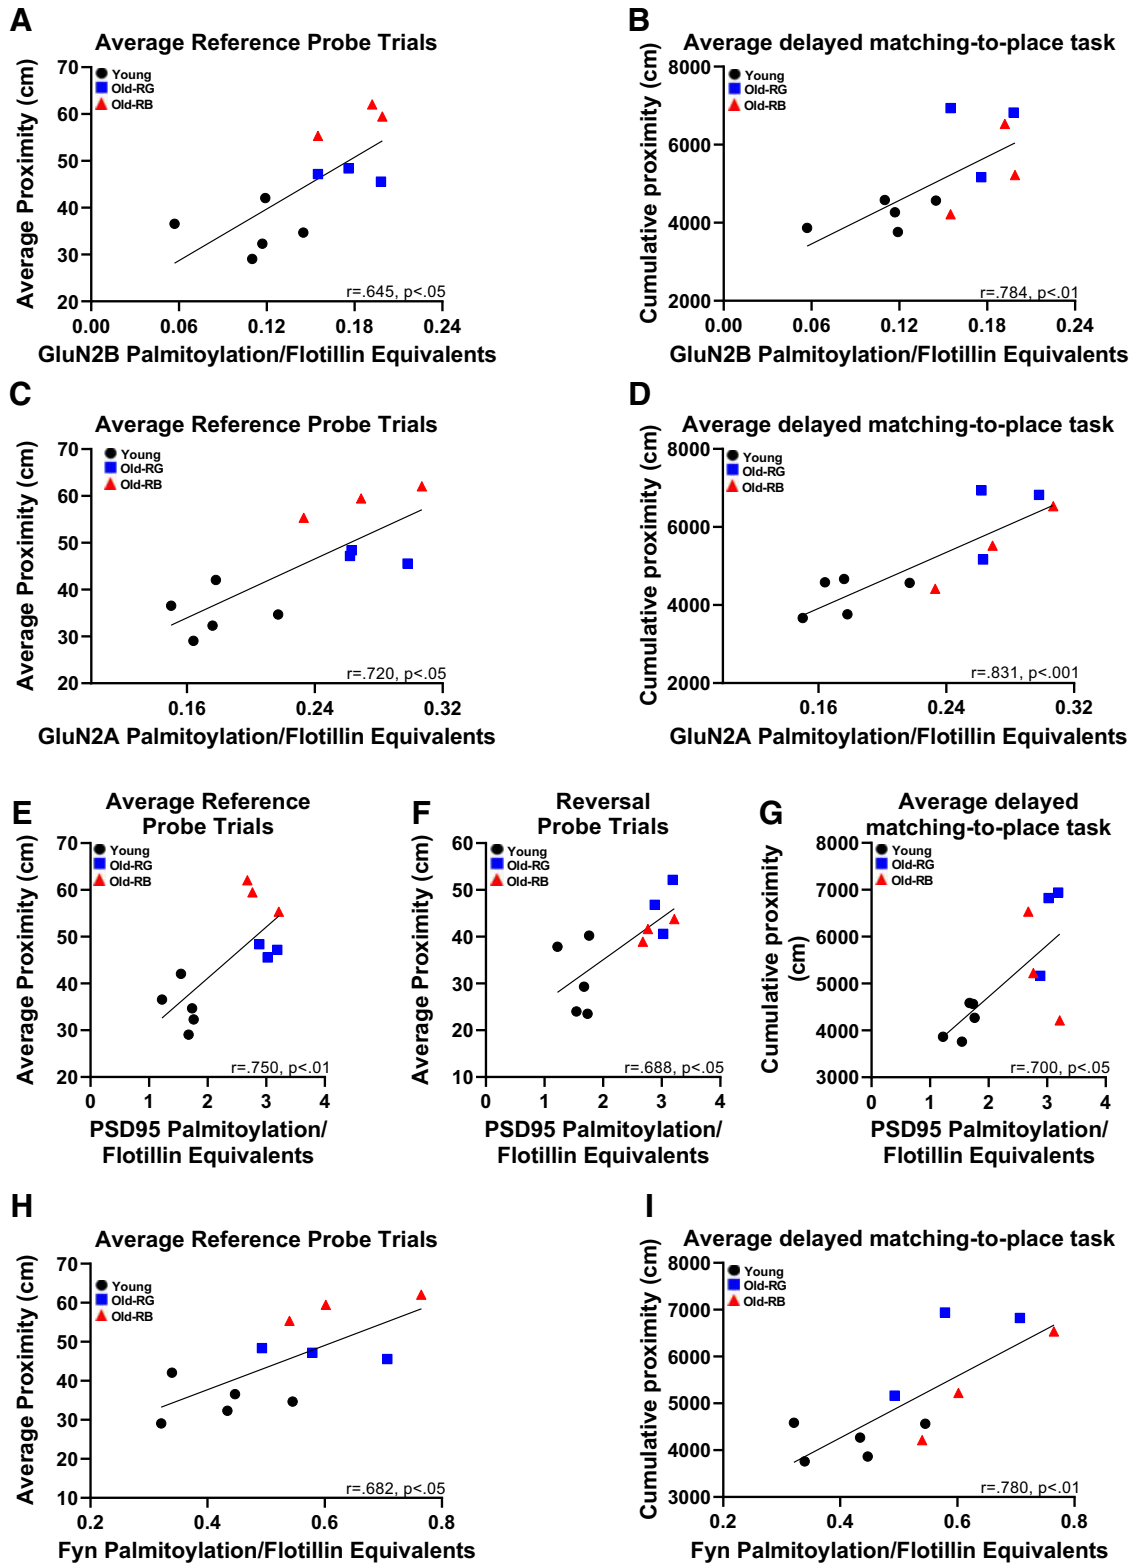 A
Average Reference Probe Trials
Average Proximity (cm)
70
60
50
40
30
20
Young
Old-RG
Old-RB
r=.645, p<.05
0.00 0.06 0.12 0.18 0.24
GluN2B Palmitoylation/Flotillin Equivalents
B
Average delayed matching-to-place task
Cumulative proximity (cm)
8000
6000
4000
2000
Young
Old-RG
Old-RB
r=.784, p<.01
0.00 0.06 0.12 0.18 0.24
GluN2B Palmitoylation/Flotillin Equivalents
C
Average Reference Probe Trials
Average Proximity (cm)
70
60
50
40
30
20
Young
Old-RG
Old-RB
r=.720, p<.05
0.16 0.24 0.32
GluN2A Palmitoylation/Flotillin Equivalents
D
Average delayed matching-to-place task
Cumulative proximity (cm)
8000
6000
4000
2000
Young
Old-RG
Old-RB
r=.831, p<.001
0.16 0.24 0.32
GluN2A Palmitoylation/Flotillin Equivalents
E
Average Reference
Probe Trials
Average Proximity (cm)
70
60
50
40
30
20
Young
Old-RG
Old-RB
r=.750, p<.01
0 1 2 3 4
PSD95 Palmitoylation/
Flotillin Equivalents
F
Reversal
Probe Trials
Average Proximity (cm)
60
50
40
30
20
10
Young
Old-RG
Old-RB
r=.688, p<.05
0 1 2 3 4
PSD95 Palmitoylation/
Flotillin Equivalents
G
Average delayed
matching-to-place task
Cumulative proximity
(cm)
8000
7000
6000
5000
4000
3000
Young
Old-RG
Old-RB
r=.700, p<.05
0 1 2 3 4
PSD95 Palmitoylation/
Flotillin Equivalents
H
Average Reference Probe Trials
Average Proximity (cm)
70
60
50
40
30
20
10
Young
Old-RG
Old-RB
r=.682, p<.05
0.2 0.4 0.6 0.8
Fyn Palmitoylation/Flotillin Equivalents
I
Average delayed matching-to-place task
Cumulative proximity (cm)
8000
7000
6000
5000
4000
3000
Young
Old-RG
Old-RB
r=.780, p<.01
0.2 0.4 0.6 0.8
Fyn Palmitoylation/Flotillin Equivalents